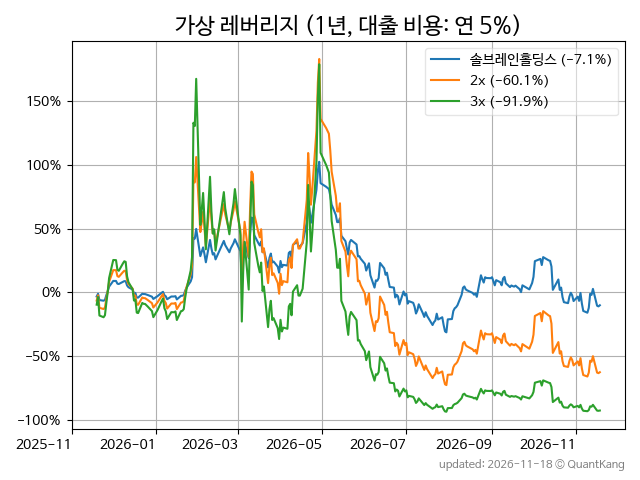 가상 레버리지 (1년, 대출 비용: 연 5%)
솔브레인홀딩스 (−7.1%)
2x (−60.1%)
3x (−91.9%)
150%
100%
50%
0%
−50%
−100%
2025-11 2026-01 2026-03 2026-05 2026-07 2026-09 2026-11
updated: 2026-11-18 © QuantKang